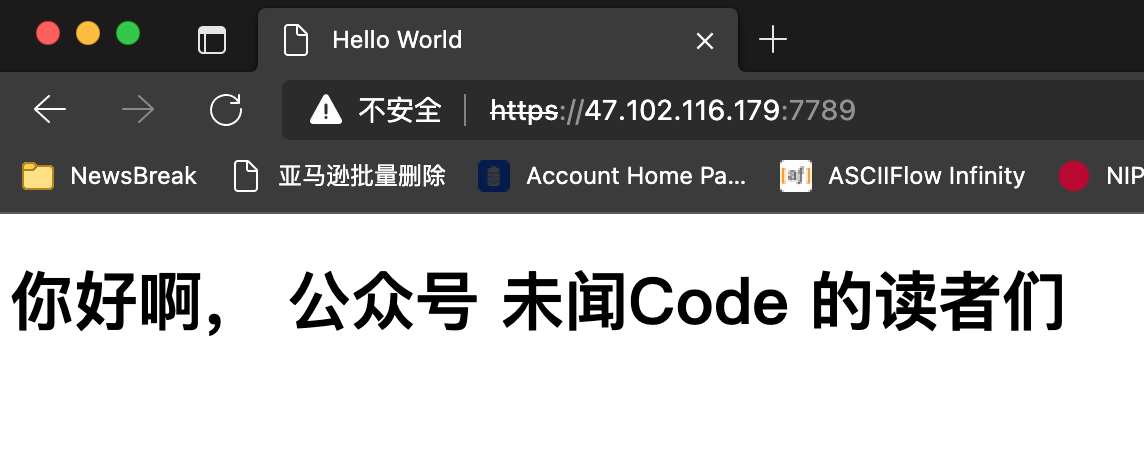 Hello World
不安全 https://47.102.116.179:7789
NewsBreak 亚马逊批量删除 Account Home Pa... ASCIIFlow Infinity NIP
你好啊， 公众号 未闻Code 的读者们